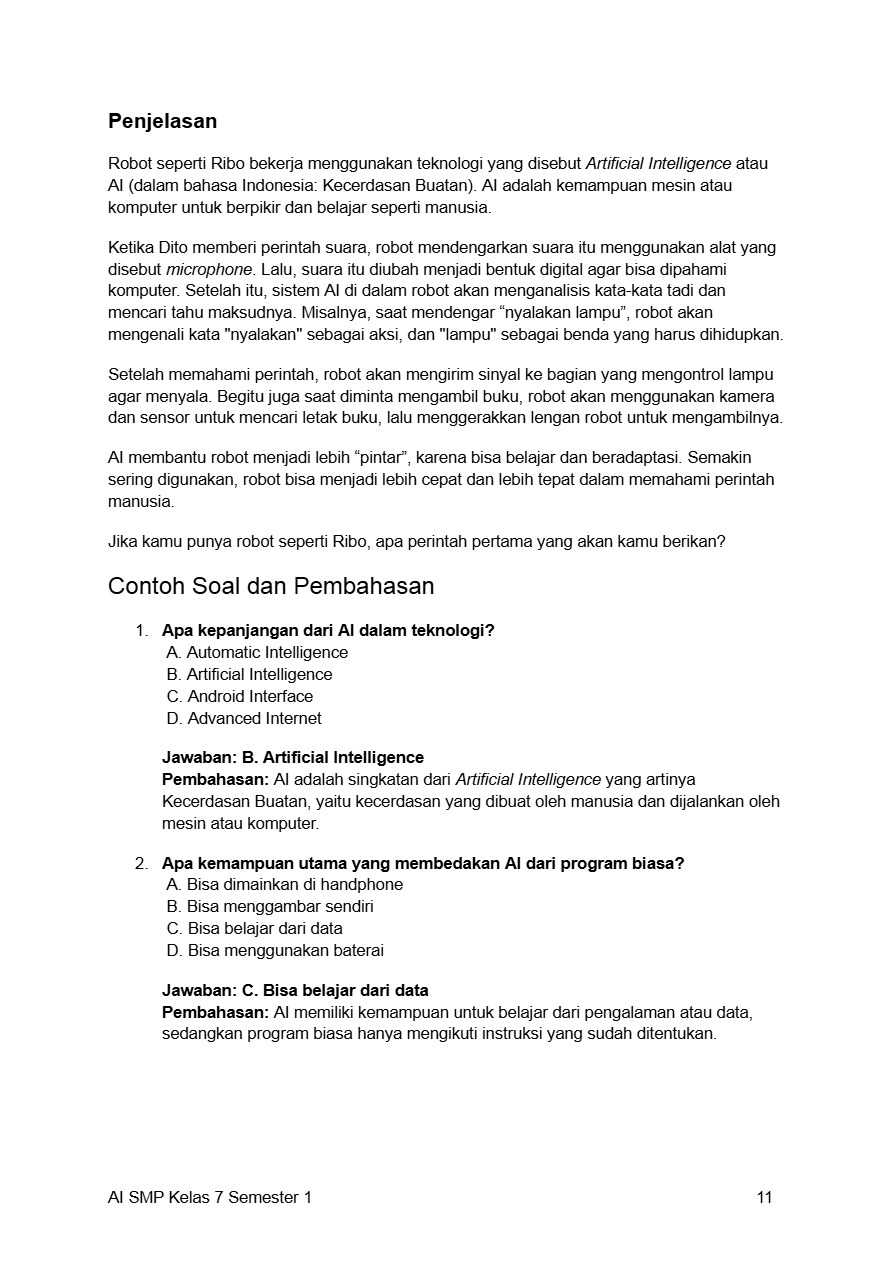 Penjelasan
Robot seperti Ribo bekerja menggunakan teknologi yang disebut Artificial Intelligence atau
AI (dalam bahasa Indonesia: Kecerdasan Buatan). AI adalah kemampuan mesin atau
komputer untuk berpikir dan belajar seperti manusia.
Ketika Dito memberi perintah suara, robot mendengarkan suara itu menggunakan alat yang
disebut microphone. Lalu, suara itu diubah menjadi bentuk digital agar bisa dipahami
komputer. Setelah itu, sistem AI di dalam robot akan menganalisis kata-kata tadi dan
mencari tahu maksudnya. Misalnya, saat mendengar “nyalakan lampu”, robot akan
mengenali kata "nyalakan" sebagai aksi, dan "lampu" sebagai benda yang harus dihidupkan.
Setelah memahami perintah, robot akan mengirim sinyal ke bagian yang mengontrol lampu
agar menyala. Begitu juga saat diminta mengambil buku, robot akan menggunakan kamera
dan sensor untuk mencari letak buku, lalu menggerakkan lengan robot untuk mengambilnya.
AI membantu robot menjadi lebih “pintar”, karena bisa belajar dan beradaptasi. Semakin
sering digunakan, robot bisa menjadi lebih cepat dan lebih tepat dalam memahami perintah
manusia.
Jika kamu punya robot seperti Ribo, apa perintah pertama yang akan kamu berikan?
Contoh Soal dan Pembahasan
1. Apa kepanjangan dari AI dalam teknologi?
A. Automatic Intelligence
B. Artificial Intelligence
C. Android Interface
D. Advanced Internet
Jawaban: B. Artificial Intelligence
Pembahasan: AI adalah singkatan dari Artificial Intelligence yang artinya
Kecerdasan Buatan, yaitu kecerdasan yang dibuat oleh manusia dan dijalankan oleh
mesin atau komputer.
2. Apa kemampuan utama yang membedakan AI dari program biasa?
A. Bisa dimainkan di handphone
B. Bisa menggambar sendiri
C. Bisa belajar dari data
D. Bisa menggunakan baterai
Jawaban: C. Bisa belajar dari data
Pembahasan: AI memiliki kemampuan untuk belajar dari pengalaman atau data,
sedangkan program biasa hanya mengikuti instruksi yang sudah ditentukan.
AI SMP Kelas 7 Semester 1 11